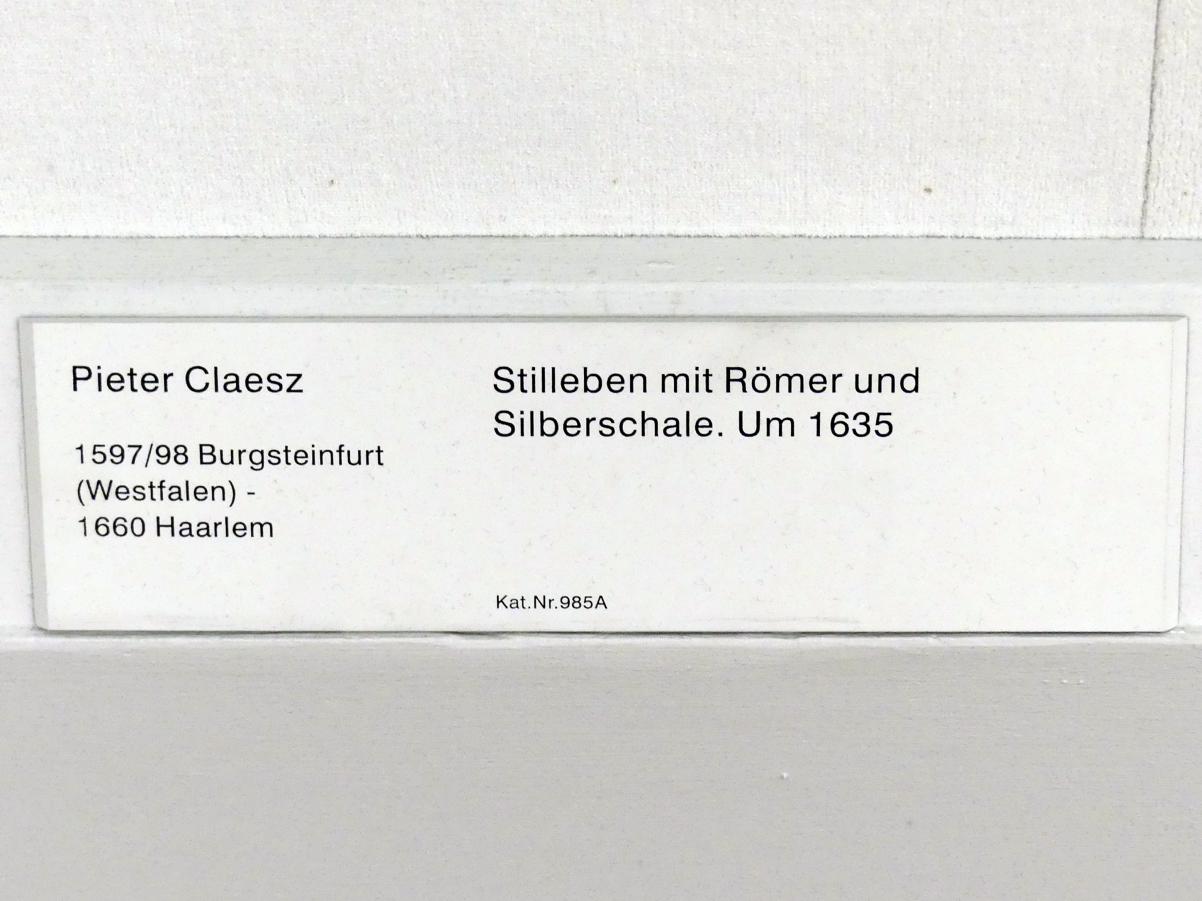 Pieter Claesz
1597/98 Burgsteinfurt
(Westfalen) -
1660 Haarlem
Stilleben mit Römer und
Silberschale. Um 1635
Kat.Nr.985A